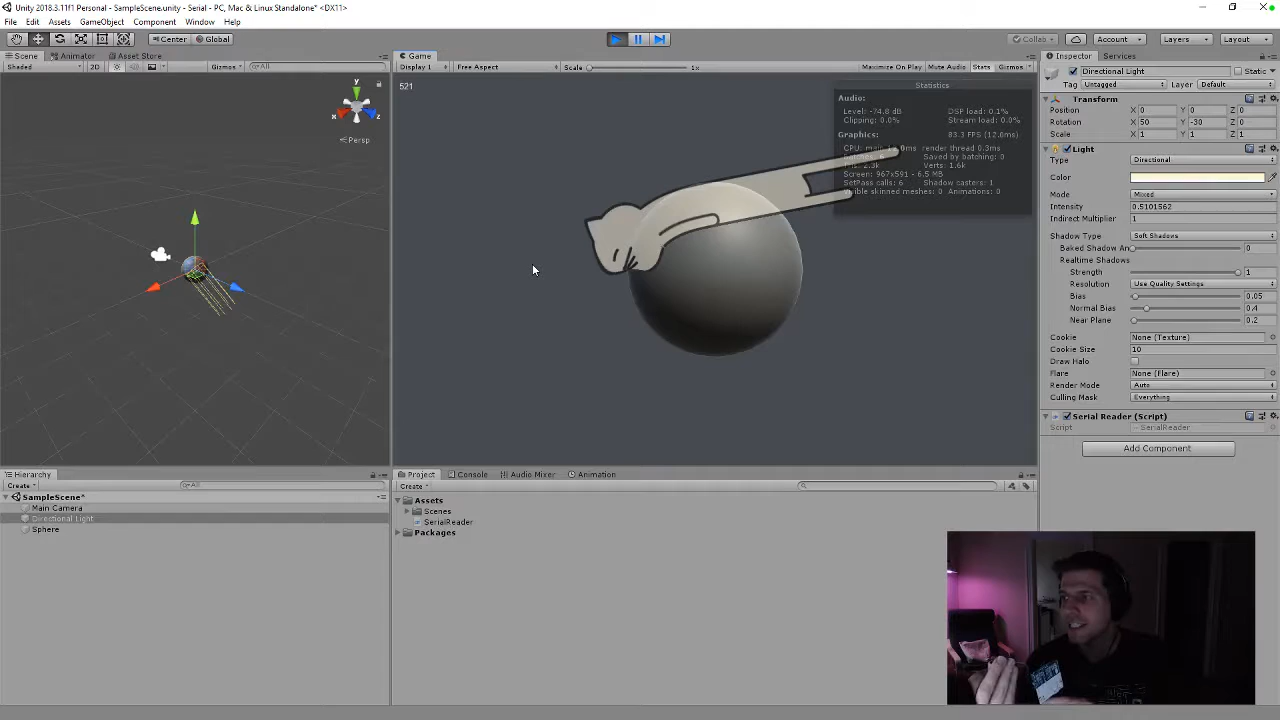 Unity 2018.3.11f1 Personal - SampleScene.unity - Serial - PC, Mac & Linux Standalone* <DX11>
File Edit Assets GameObject Component Window Help
Center Global Collab Account Layers Layout
Scene Animator Asset Store
Shaded 2D Gizmos All
y
x
z
Persp
Game
Display 1 Free Aspect Scale 1x Maximize On Play Mute Audio Stats Gizmos
521
Statistics
Audio:
Level: -74.8 dB DSP load: 0.1%
Clipping: 0.0% Stream load: 0.0%
Graphics: 83.3 FPS (12.0ms)
CPU: main 12.0ms render thread 0.3ms
Batches: 6 Saved by batching: 0
Tris: 2.3k Verts: 1.6k
Screen: 967x591 - 6.5 MB
SetPass calls: 6 Shadow casters: 1
Visible skinned meshes: 0 Animations: 0
Inspector Services
Directional Light Static
Tag Untagged Layer Default
Transform
Position X 0 Y 0 Z 0
Rotation X 50 Y -30 Z 0
Scale X 1 Y 1 Z 1
Light
Type Directional
Color
Mode Mixed
Intensity 0.5101562
Indirect Multiplier 1
Shadow Type Soft Shadows
Baked Shadow An 0
Realtime Shadows
Strength 1
Resolution Use Quality Settings
Bias 0.05
Normal Bias 0.4
Near Plane 0.2
Cookie None (Texture)
Cookie Size 10
Draw Halo
Flare None (Flare)
Render Mode Auto
Culling Mask Everything
Serial Reader (Script)
Script SerialReader
Add Component
Hierarchy
Create All
SampleScene*
Main Camera
Directional Light
Sphere
Project Console Audio Mixer Animation
Create
Assets
Scenes
SerialReader
Packages